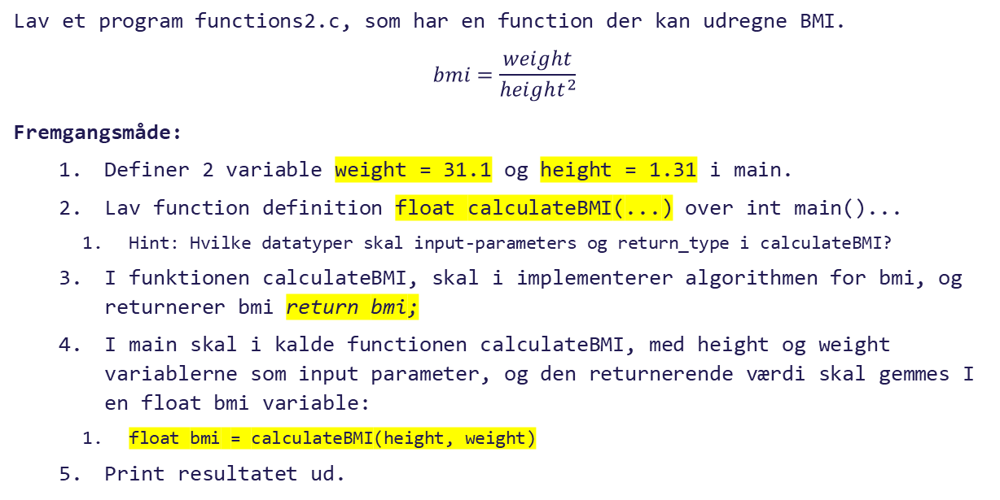 Lav et program functions2.c, som har en function der kan udregne BMI.
bmi = weight / height²
Fremgangsmåde:
1. Definer 2 variable weight = 31.1 og height = 1.31 i main.
2. Lav function definition float calculateBMI(...) over int main()...
1. Hint: Hvilke datatyper skal input-parameters og return_type i calculateBMI?
3. I funktionen calculateBMI, skal i implementerer algorithmen for bmi, og
returnerer bmi return bmi;
4. I main skal i kalde functionen calculateBMI, med height og weight
variablerne som input parameter, og den returnerende værdi skal gemmes I
en float bmi variable:
1. float bmi = calculateBMI(height, weight)
5. Print resultatet ud.